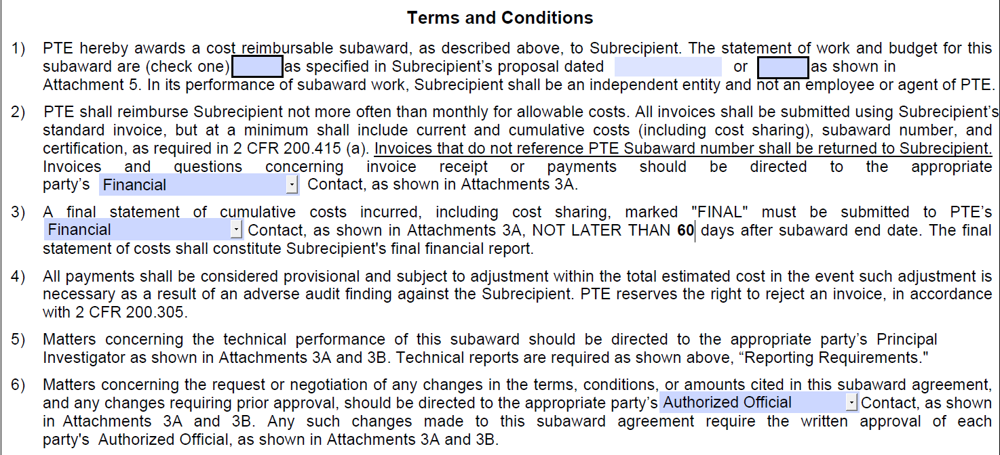 Terms and Conditions
1) PTE hereby awards a cost reimbursable subaward, as described above, to Subrecipient. The statement of work and budget for this
subaward are (check one) as specified in Subrecipient's proposal dated or as shown in
Attachment 5. In its performance of subaward work, Subrecipient shall be an independent entity and not an employee or agent of PTE.
2) PTE shall reimburse Subrecipient not more often than monthly for allowable costs. All invoices shall be submitted using Subrecipient's
standard invoice, but at a minimum shall include current and cumulative costs (including cost sharing), subaward number, and
certification, as required in 2 CFR 200.415 (a). Invoices that do not reference PTE Subaward number shall be returned to Subrecipient.
Invoices and questions concerning invoice receipt or payments should be directed to the appropriate
party's Financial Contact, as shown in Attachments 3A.
3) A final statement of cumulative costs incurred, including cost sharing, marked "FINAL" must be submitted to PTE's
Financial Contact, as shown in Attachments 3A, NOT LATER THAN 60 days after subaward end date. The final
statement of costs shall constitute Subrecipient's final financial report.
4) All payments shall be considered provisional and subject to adjustment within the total estimated cost in the event such adjustment is
necessary as a result of an adverse audit finding against the Subrecipient. PTE reserves the right to reject an invoice, in accordance
with 2 CFR 200.305.
5) Matters concerning the technical performance of this subaward should be directed to the appropriate party's Principal
Investigator as shown in Attachments 3A and 3B. Technical reports are required as shown above, “Reporting Requirements."
6) Matters concerning the request or negotiation of any changes in the terms, conditions, or amounts cited in this subaward agreement,
and any changes requiring prior approval, should be directed to the appropriate party's Authorized Official Contact, as shown
in Attachments 3A and 3B. Any such changes made to this subaward agreement require the written approval of each
party's Authorized Official, as shown in Attachments 3A and 3B.